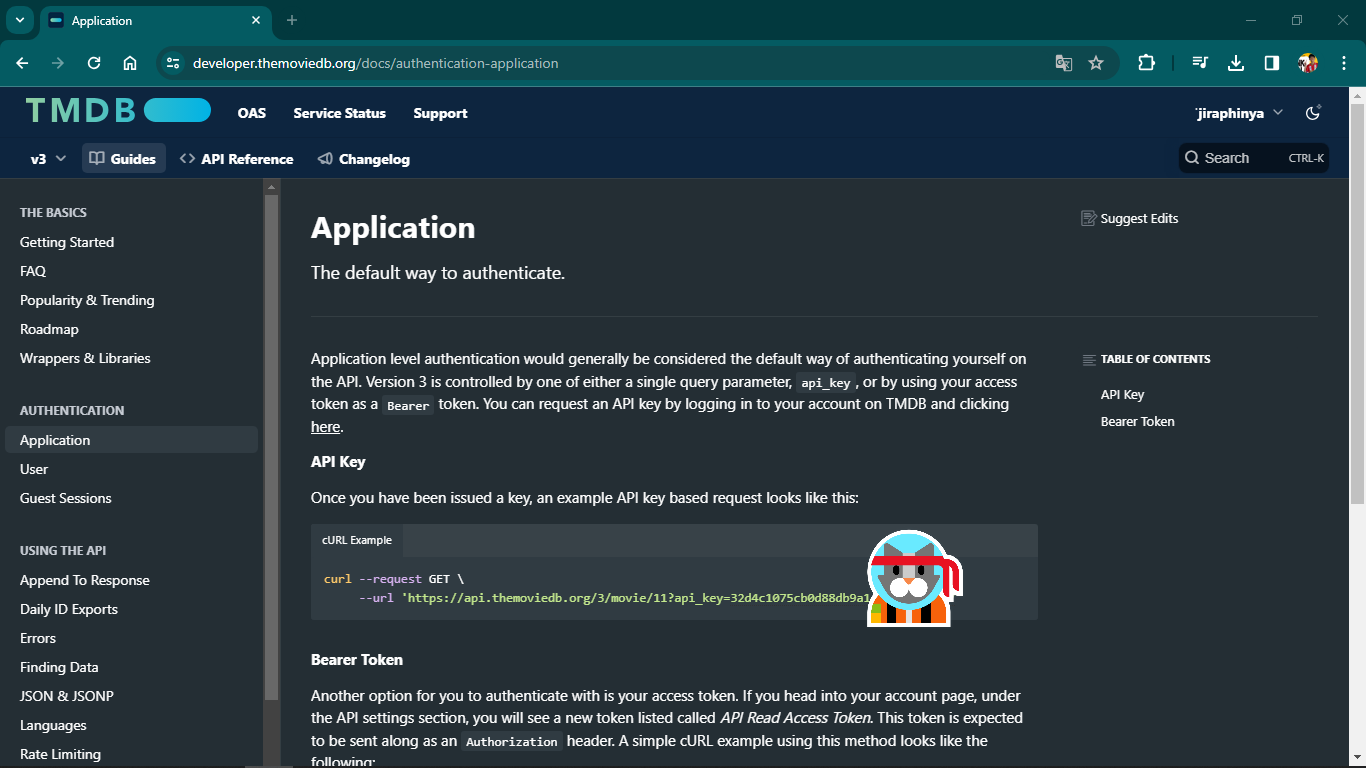 Application
developer.themoviedb.org/docs/authentication-application
TMDB
OAS
Service Status
Support
jiraphinya
v3
Guides
<> API Reference
Changelog
Search
CTRL-K
THE BASICS
Getting Started
FAQ
Popularity & Trending
Roadmap
Wrappers & Libraries
AUTHENTICATION
Application
User
Guest Sessions
USING THE API
Append To Response
Daily ID Exports
Errors
Finding Data
JSON & JSONP
Languages
Rate Limiting
Application
The default way to authenticate.
Application level authentication would generally be considered the default way of authenticating yourself on
the API. Version 3 is controlled by one of either a single query parameter, api_key, or by using your access
token as a Bearer token. You can request an API key by logging in to your account on TMDB and clicking
here.
API Key
Once you have been issued a key, an example API key based request looks like this:
cURL Example
curl --request GET \
--url 'https://api.themoviedb.org/3/movie/11?api_key=32d4c1075cb0d88db9a1
Bearer Token
Another option for you to authenticate with is your access token. If you head into your account page, under
the API settings section, you will see a new token listed called API Read Access Token. This token is expected
to be sent along as an Authorization header. A simple cURL example using this method looks like the
following:
Suggest Edits
TABLE OF CONTENTS
API Key
Bearer Token